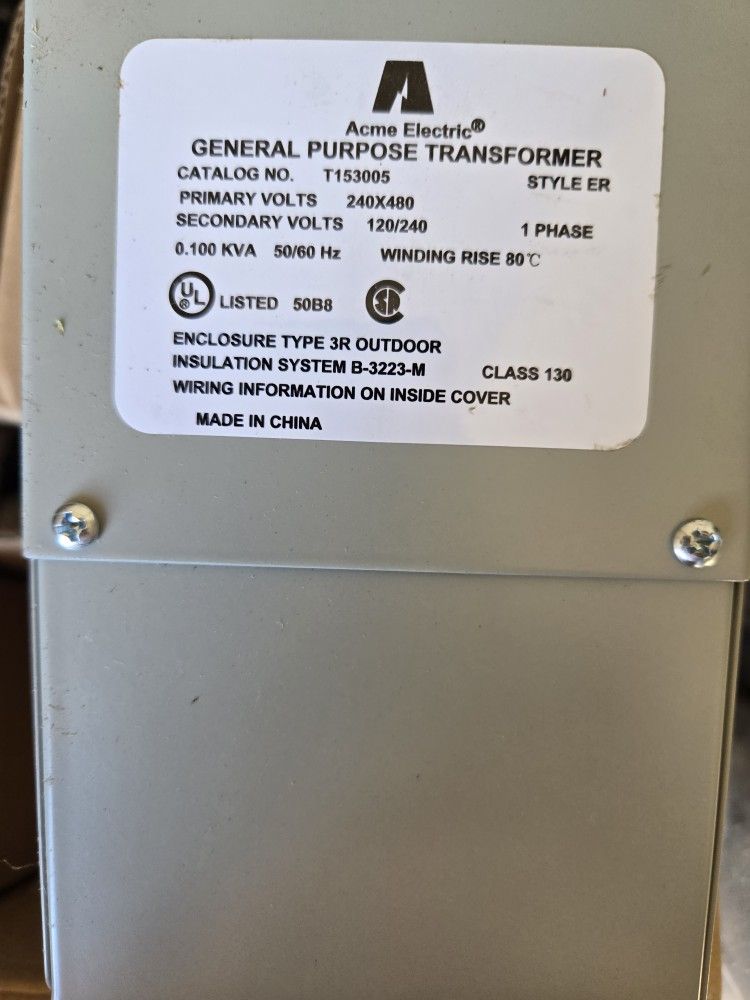 Acme Electric®
GENERAL PURPOSE TRANSFORMER
CATALOG NO. T153005 STYLE ER
PRIMARY VOLTS 240X480
SECONDARY VOLTS 120/240 1 PHASE
0.100 KVA 50/60 Hz WINDING RISE 80℃
UL® LISTED 50B8 CSA
ENCLOSURE TYPE 3R OUTDOOR
INSULATION SYSTEM B-3223-M CLASS 130
WIRING INFORMATION ON INSIDE COVER
MADE IN CHINA